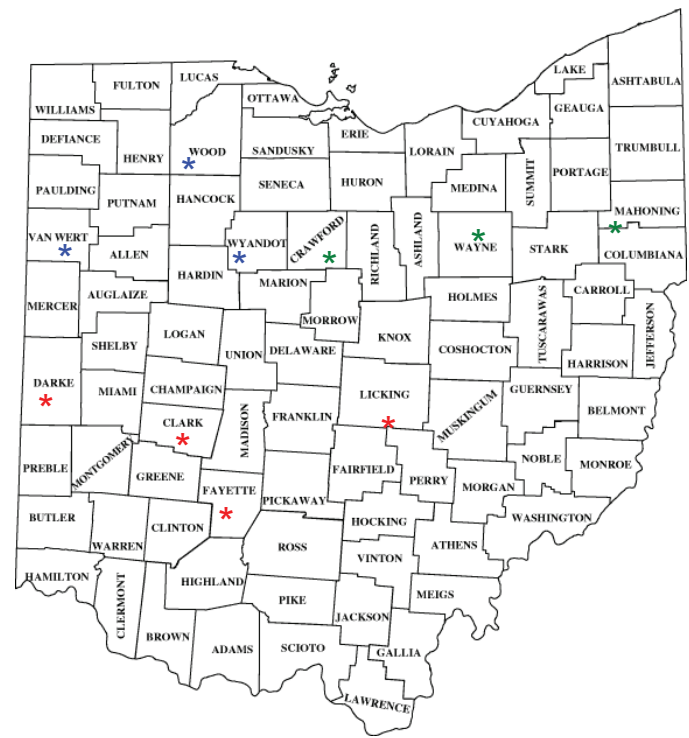 LAKE
ASHTABULA
LUCAS
FULTON
OTTAWA
WILLIAMS
GEAUGA
CUYAHOGA
ERIE
DEFIANCE
WOOD
SANDUSKY
LORAIN
TRUMBULL
HENRY
SUMMIT
PORTAGE
PAULDING
SENECA
HURON
MEDINA
PUTNAM
HANCOCK
MAHONING
VAN WERT
WYANDOT
CRAWFORD
RICHLAND
ASHLAND
WAYNE
STARK
ALLEN
COLUMBIANA
HARDIN
MARION
HOLMES
CARROLL
AUGLAIZE
MERCER
MORROW
TUSCARAWAS
JEFFERSON
LOGAN
KNOX
SHELBY
UNION
DELAWARE
COSHOCTON
HARRISON
DARKE
MIAMI
CHAMPAIGN
LICKING
GUERNSEY
MUSKINGUM
BELMONT
CLARK
MADISON
FRANKLIN
MONTGOMERY
NOBLE
PREBLE
GREENE
FAIRFIELD
PERRY
MONROE
FAYETTE
PICKAWAY
MORGAN
BUTLER
CLINTON
HOCKING
WASHINGTON
WARREN
ROSS
ATHENS
VINTON
HAMILTON
HIGHLAND
CLERMONT
PIKE
MEIGS
JACKSON
BROWN
ADAMS
SCIOTO
GALLIA
LAWRENCE